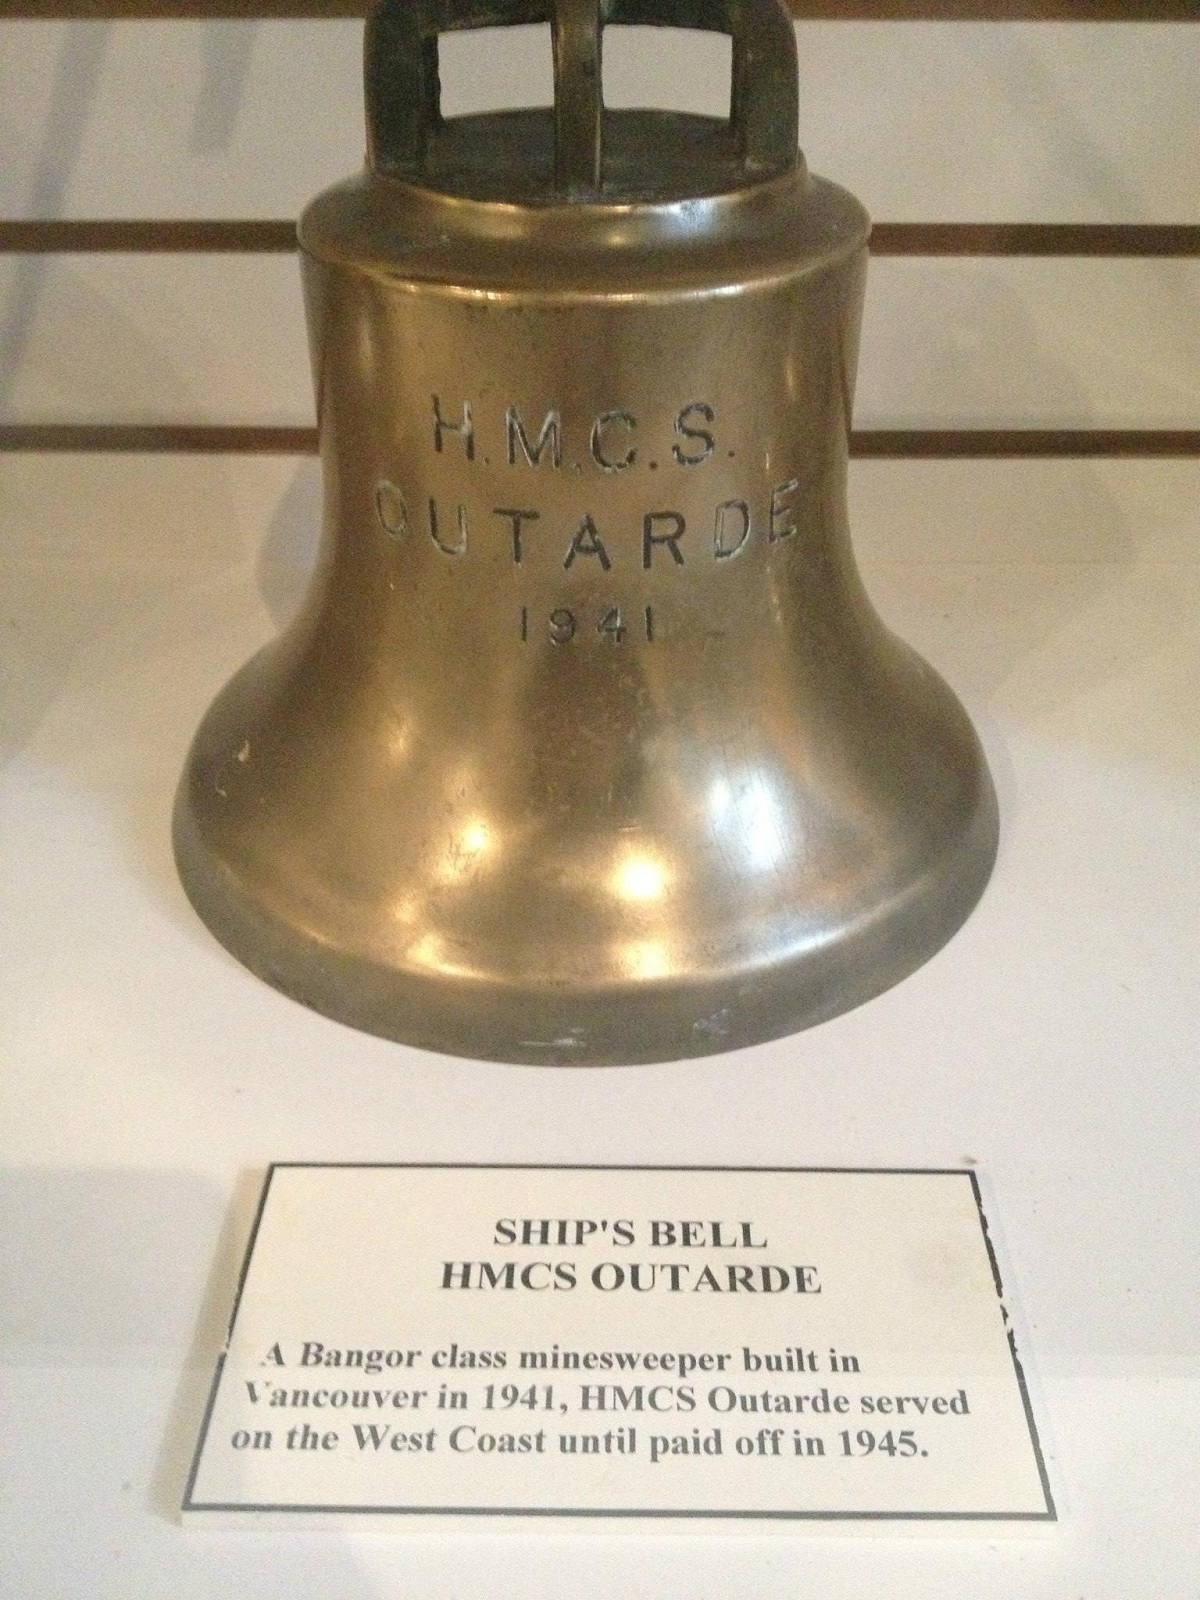 H.M.C.S.
OUTARDE
1941
SHIP'S BELL
HMCS OUTARDE
A Bangor class minesweeper built in
Vancouver in 1941, HMCS Outarde served
on the West Coast until paid off in 1945.